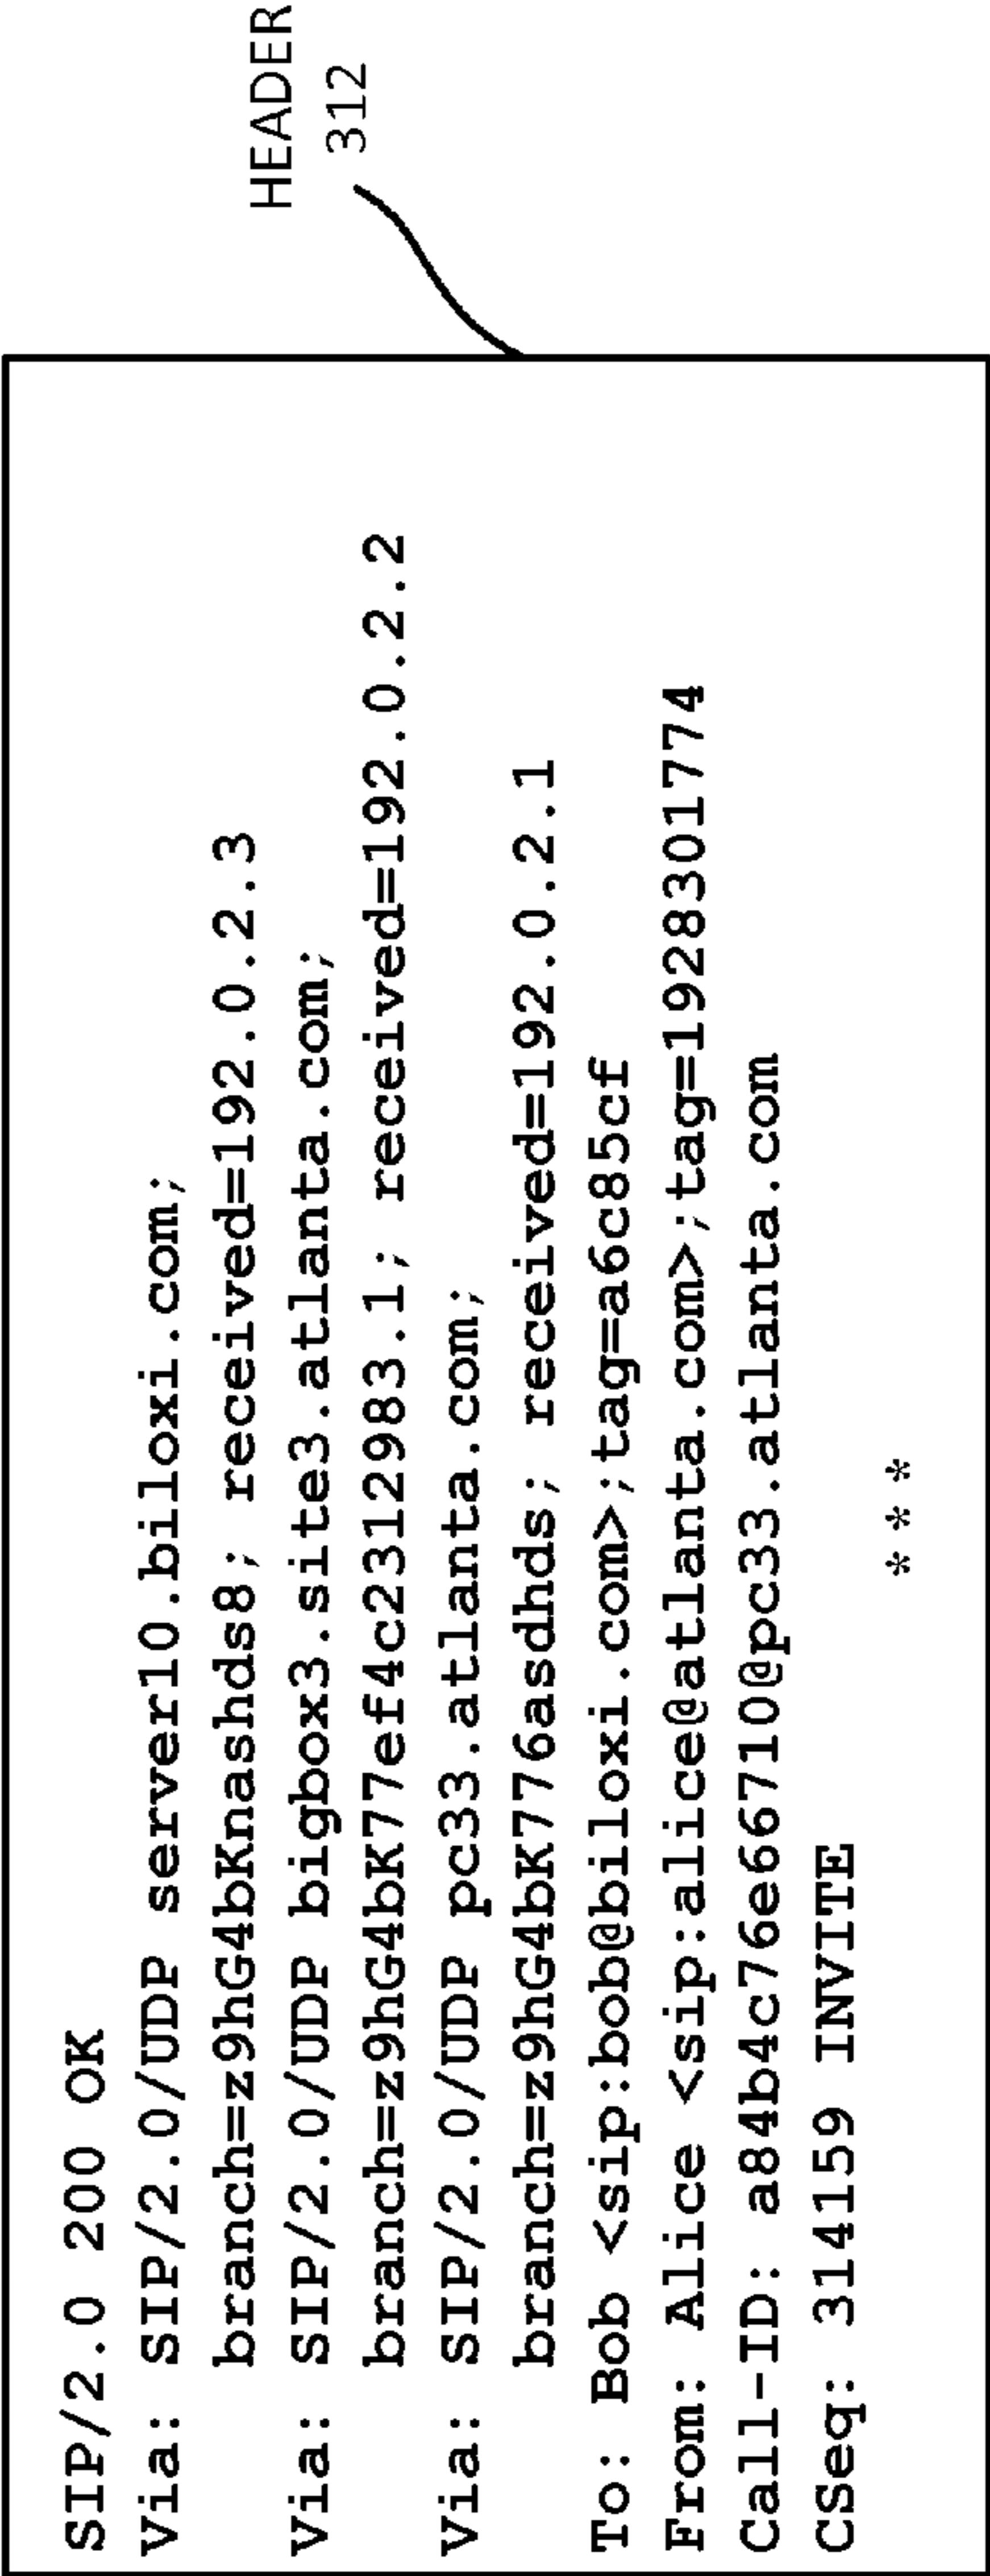 HEADER
312
SIP/2.0 200 OK
Via: SIP/2.0/UDP server10.biloxi.com;
branch=z9hG4bKnashds8; received=192.0.2.3
Via: SIP/2.0/UDP bigbox3.site3.atlanta.com;
branch=z9hG4bK77ef4c2312983.1; received=192.0.2.2
Via: SIP/2.0/UDP pc33.atlanta.com;
branch=z9hG4bK776asdhds; received=192.0.2.1
To: Bob <sip:bob@biloxi.com>;tag=a6c85cf
From: Alice <sip:alice@atlanta.com>;tag=1928301774
Call-ID: a84b4c76e66710@pc33.atlanta.com
CSeq: 314159 INVITE
* * *